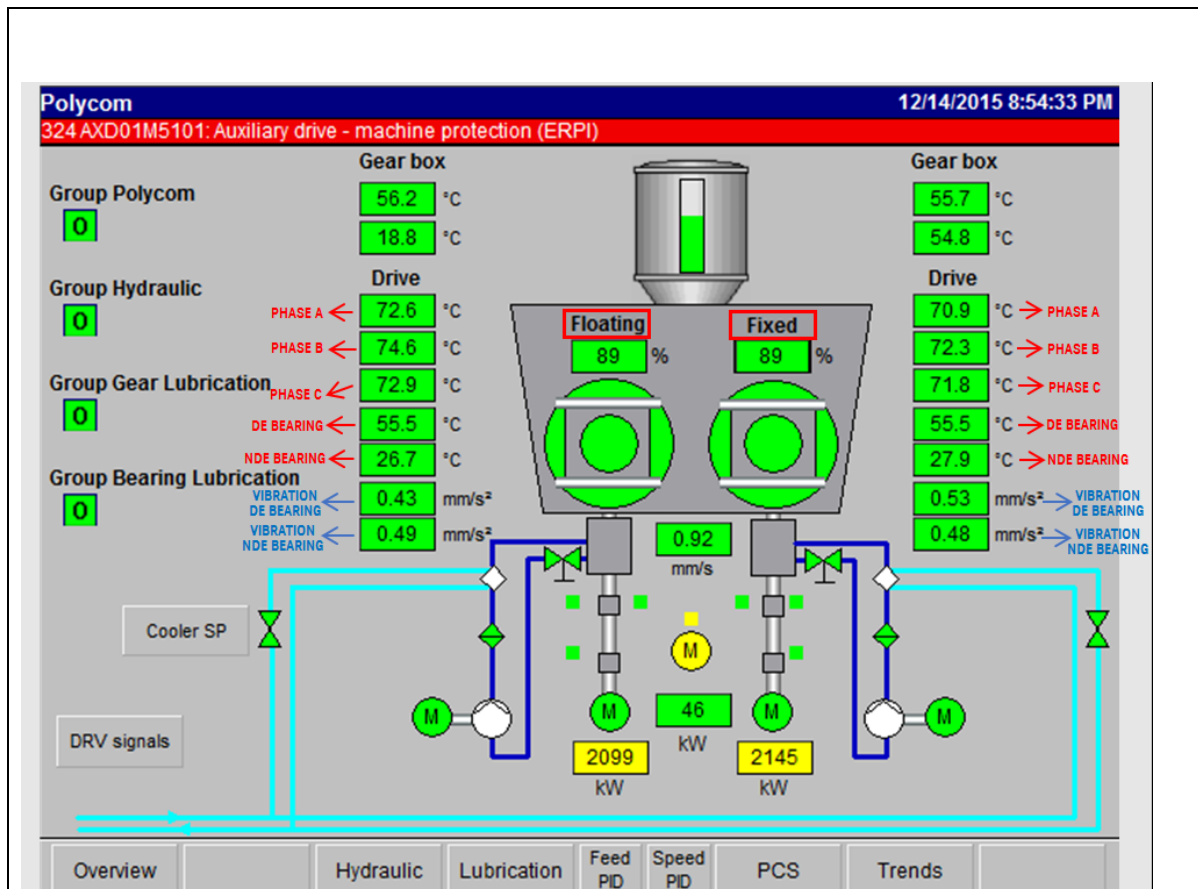 Polycom 12/14/2015 8:54:33 PM
324 AXD01M5101: Auxiliary drive - machine protection (ERPI)
Gear box Gear box
Group Polycom 56.2 °C 55.7 °C
0 18.8 °C 54.8 °C
Drive Drive
Group Hydraulic
0 PHASE A 72.6 °C 70.9 °C PHASE A
Floating Fixed
PHASE B 74.6 °C 89 % 89 % 72.3 °C PHASE B
Group Gear Lubrication PHASE C 72.9 °C 71.8 °C PHASE C
0 DE BEARING 55.5 °C 55.5 °C DE BEARING
NDE BEARING 26.7 °C 27.9 °C NDE BEARING
Group Bearing Lubrication
0 VIBRATION DE BEARING 0.43 mm/s² 0.53 mm/s² VIBRATION DE BEARING
VIBRATION NDE BEARING 0.49 mm/s² 0.48 mm/s² VIBRATION NDE BEARING
0.92
mm/s
Cooler SP
M
M M M 46 M
kW
DRV signals
2099 2145
kW kW
Overview Hydraulic Lubrication Feed PID Speed PID PCS Trends